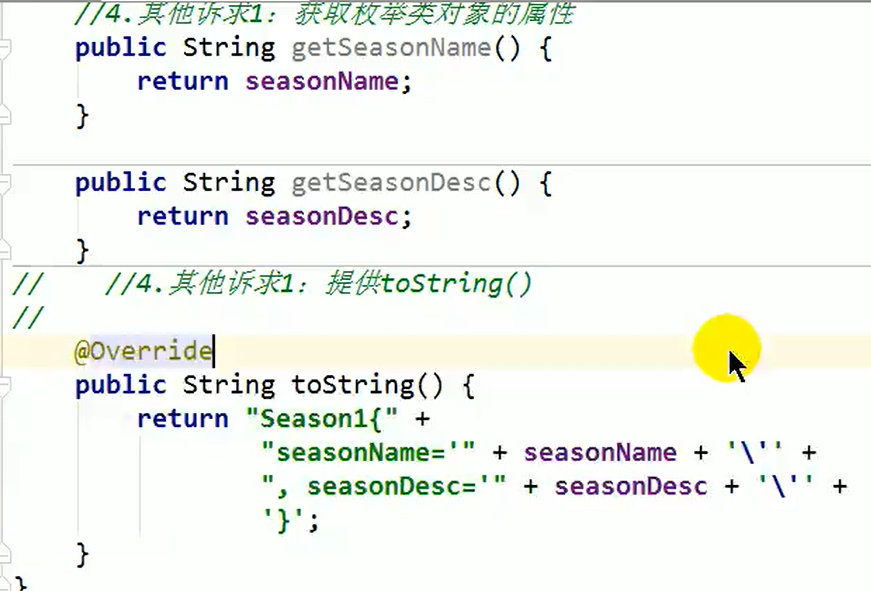 //4.其他诉求1：获取枚举类对象的属性
public String getSeasonName() {
return seasonName;
}
public String getSeasonDesc() {
return seasonDesc;
}
// //4.其他诉求1：提供toString()
//
@Override
public String toString() {
return "Season1{" +
"seasonName='" + seasonName + '\'' +
", seasonDesc='" + seasonDesc + '\'' +
'}';
}
}